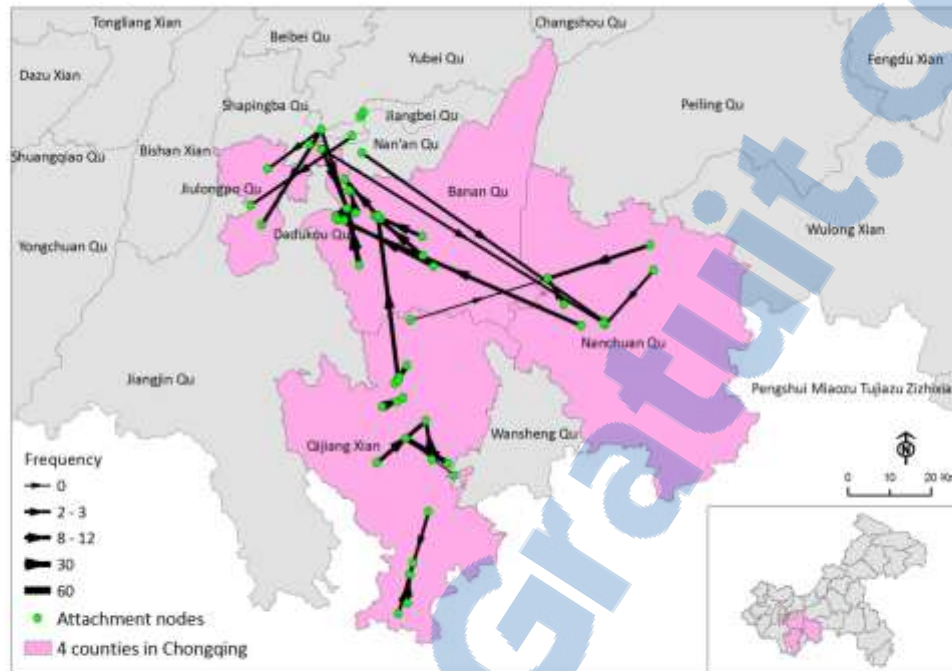 Tongliang Xian
Changshou Qu
Beibei Qu
Yubei Qu
Fengdu Xian
Dazu Xian
Shapingba Qu
Peiling Qu
Jiangbei Qu
Nan'an Qu
Shuangqiao Qu
Bishan Xian
Jiulongpo Qu
Banan Qu
Wulong Xian
Yongchuan Qu
Dadukou Qu
Nanchuan Qu
Jiangjin Qu
Pengshui Miaozu Tujiazu Zizhixia
Qijiang Xian
Wansheng Qu
N
Frequency
0
2 - 3
8 - 12
30
60
Attachment nodes
4 counties in Chongqing
0 10 20 Km
Gratuit.c